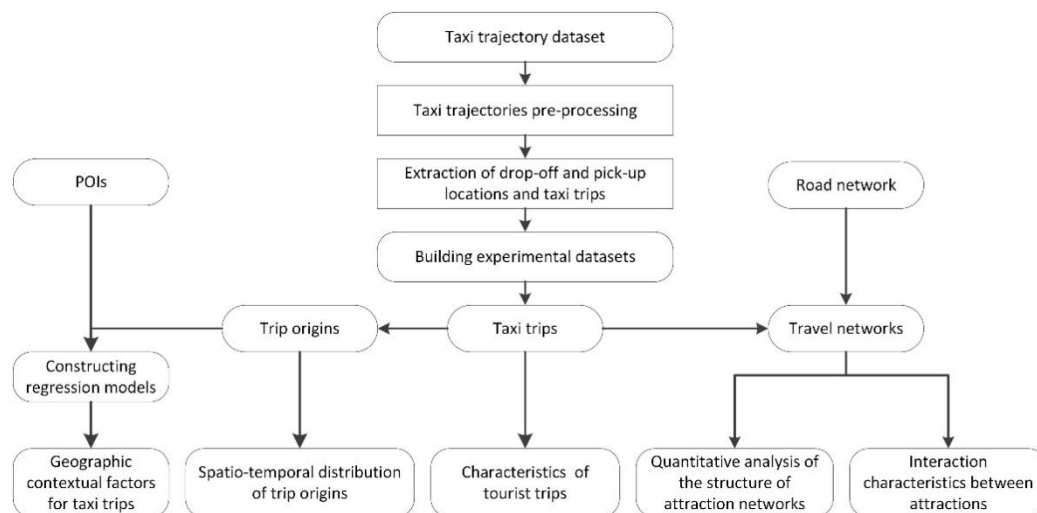 Taxi trajectory dataset
Taxi trajectories pre-processing
POIs
Extraction of drop-off and pick-up
locations and taxi trips
Road network
Building experimental datasets
Trip origins
Taxi trips
Travel networks
Constructing
regression models
Geographic
contextual factors
for taxi trips
Spatio-temporal distribution
of trip origins
Characteristics of
tourist trips
Quantitative analysis of
the structure of
attraction networks
Interaction
characteristics between
attractions